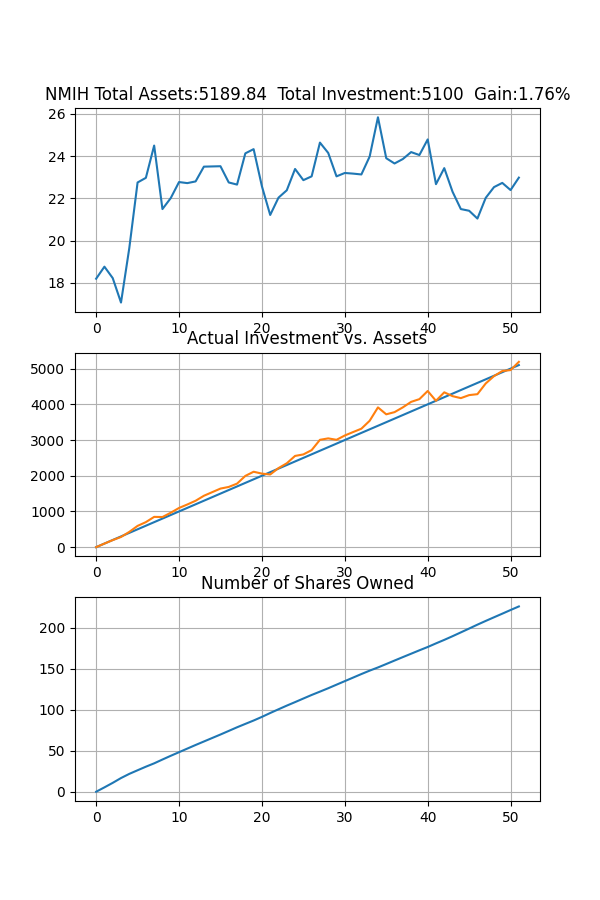 NMIH Total Assets:5189.84  Total Investment:5100  Gain:1.76%
26
24
22
20
18
0 10 20 30 40 50
Actual Investment vs. Assets
5000
4000
3000
2000
1000
0
0 10 20 30 40 50
Number of Shares Owned
200
150
100
50
0
0 10 20 30 40 50